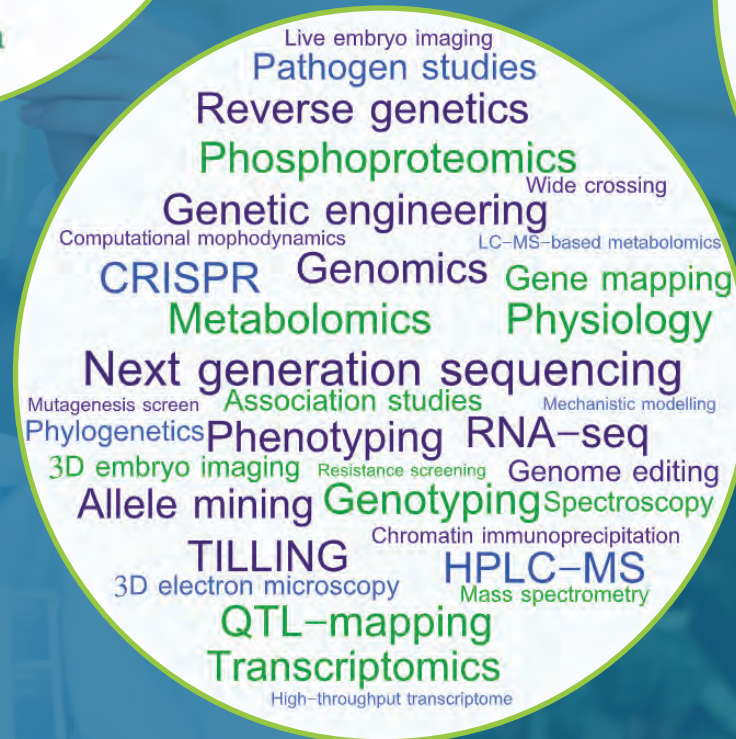 Live embryo imaging
Pathogen studies
Reverse genetics
Phosphoproteomics
Wide crossing
Genetic engineering
Computational mophodynamics
LC-MS-based metabolomics
CRISPR
Genomics
Gene mapping
Metabolomics
Physiology
Next generation sequencing
Mutagenesis screen
Association studies
Mechanistic modelling
Phylogenetics
Phenotyping
RNA-seq
3D embryo imaging
Resistance screening
Genome editing
Allele mining
Genotyping
Spectroscopy
Chromatin immunoprecipitation
TILLING
HPLC-MS
3D electron microscopy
Mass spectrometry
QTL-mapping
Transcriptomics
High-throughput transcriptome